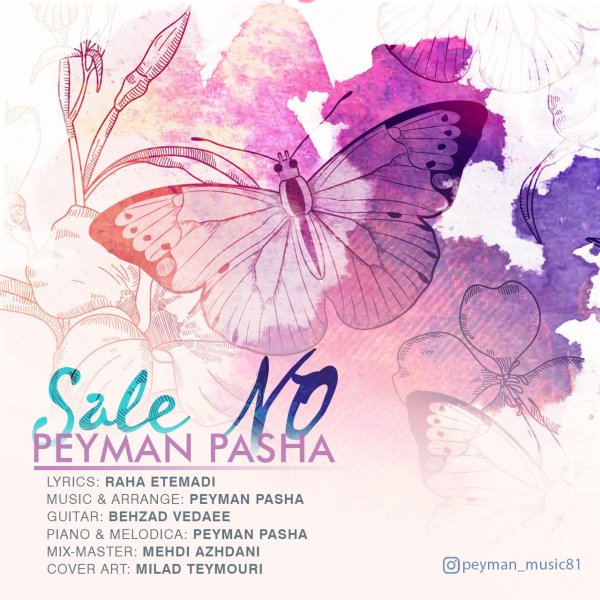 Sale NO
PEYMAN PASHA
LYRICS: RAHA ETEMADI
MUSIC & ARRANGE: PEYMAN PASHA
GUITAR: BEHZAD VEDAEE
PIANO & MELODICA: PEYMAN PASHA
MIX-MASTER: MEHDI AZHDANI
COVER ART: MILAD TEYMOURI
peyman_music81